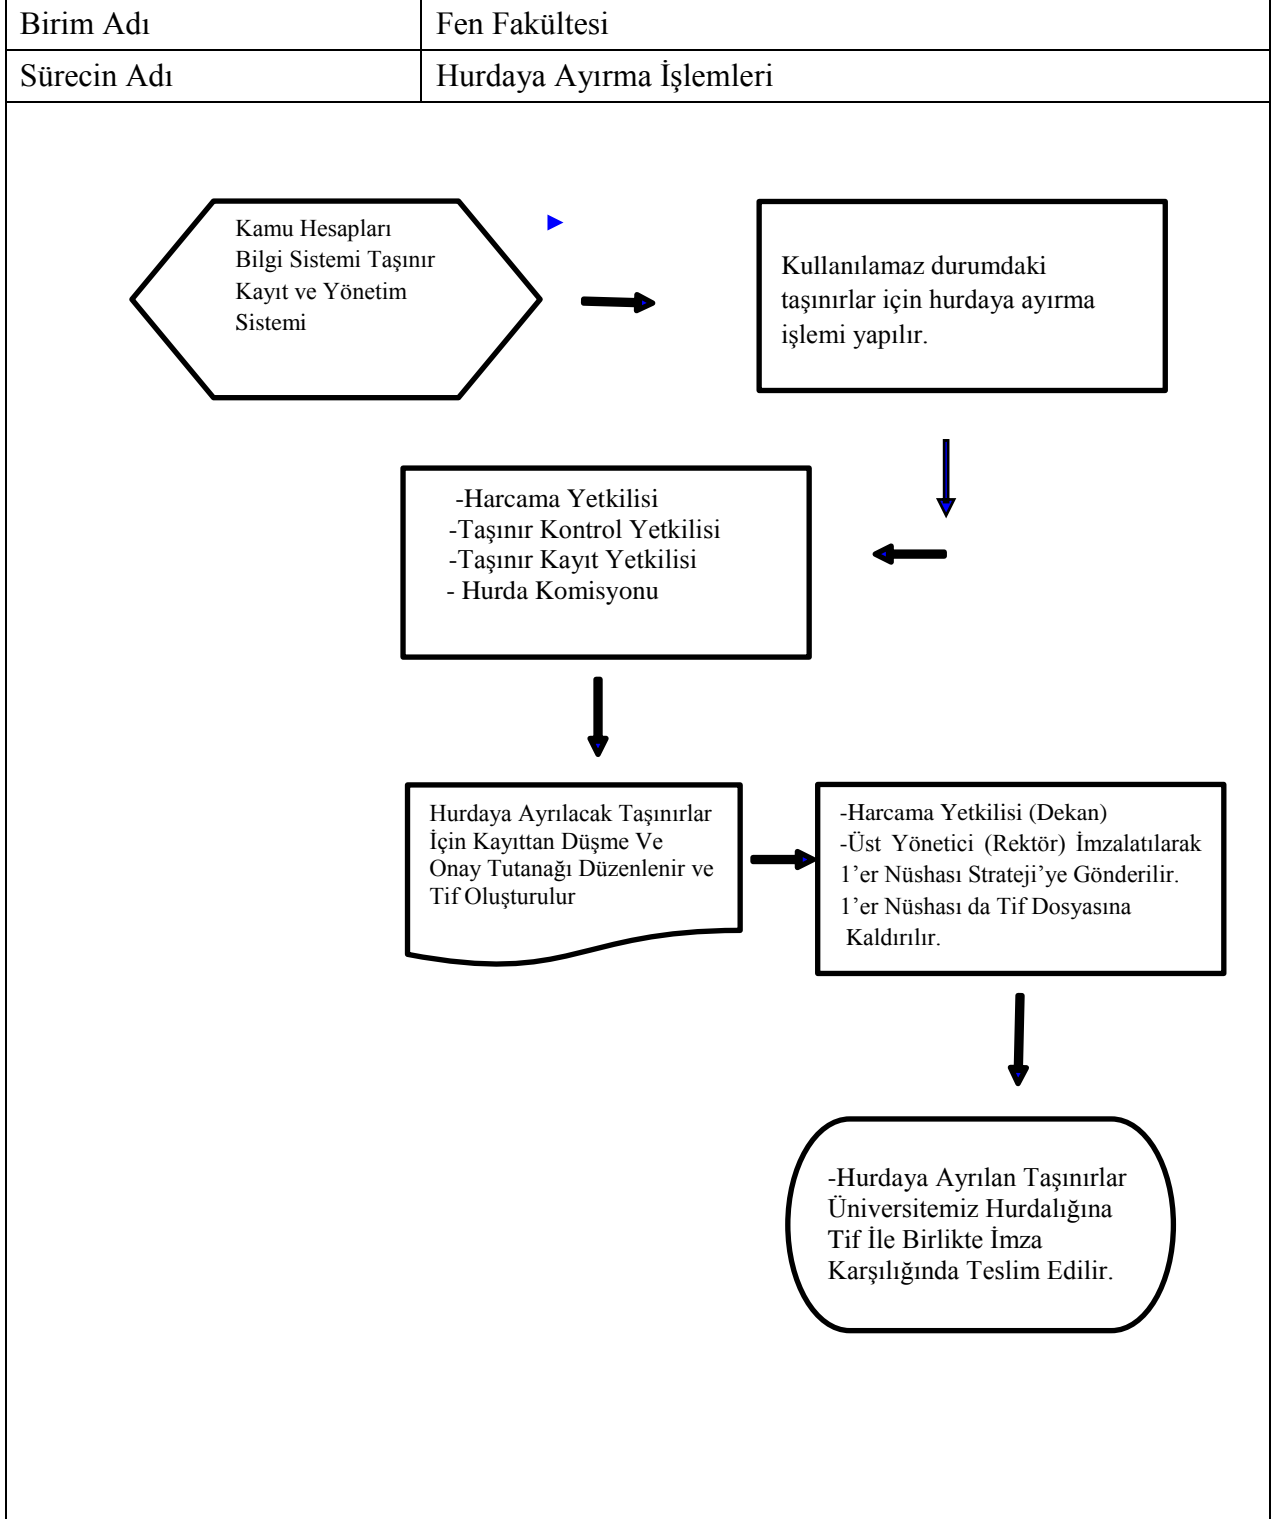 Birim Adı
Fen Fakültesi
Sürecin Adı
Hurdaya Ayırma İşlemleri
Kamu Hesapları
Bilgi Sistemi Taşınır
Kayıt ve Yönetim
Sistemi
Kullanılamaz durumdaki
taşınırlar için hurdaya ayırma
işlemi yapılır.
-Harcama Yetkilisi
-Taşınır Kontrol Yetkilisi
-Taşınır Kayıt Yetkilisi
- Hurda Komisyonu
Hurdaya Ayrılacak Taşınırlar
İçin Kayıttan Düşme Ve
Onay Tutanağı Düzenlenir ve
Tif Oluşturulur
-Harcama Yetkilisi (Dekan)
-Üst Yönetici (Rektör) İmzalatılarak
1’er Nüshası Strateji’ye Gönderilir.
1’er Nüshası da Tif Dosyasına
Kaldırılır.
-Hurdaya Ayrılan Taşınırlar
Üniversitemiz Hurdalığına
Tif İle Birlikte İmza
Karşılığında Teslim Edilir.